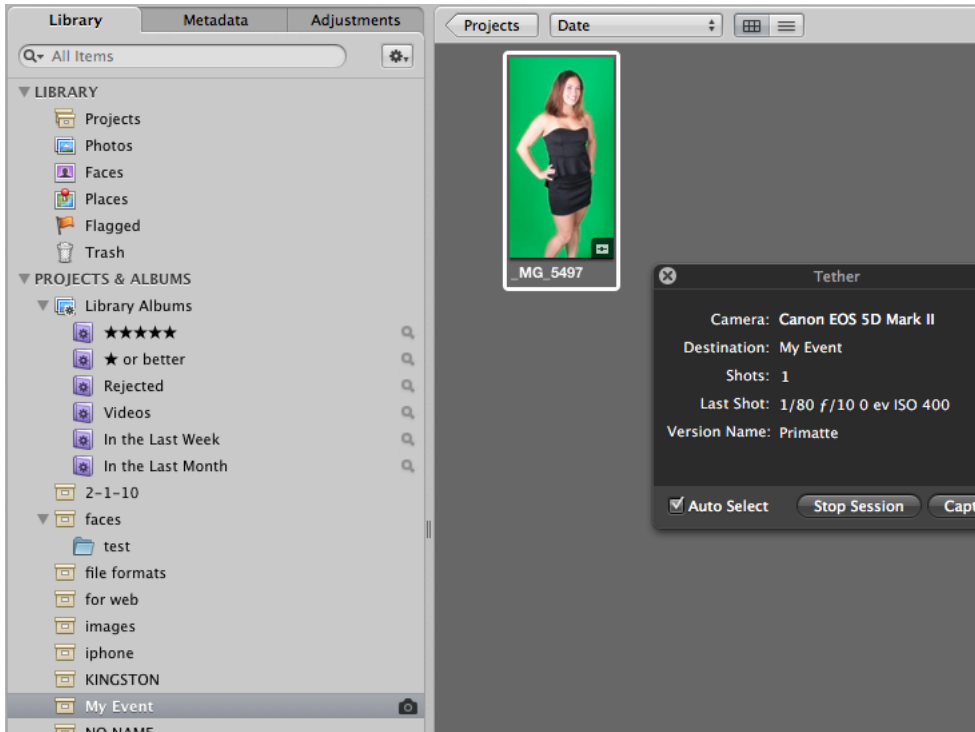 Library Metadata Adjustments
All Items
LIBRARY
Projects
Photos
Faces
Places
Flagged
Trash
PROJECTS & ALBUMS
Library Albums
★★★★★
★ or better
Rejected
Videos
In the Last Week
In the Last Month
2-1-10
faces
test
file formats
for web
images
iphone
KINGSTON
My Event
NO NAME
Projects Date
_MG_5497
Tether
Camera: Canon EOS 5D Mark II
Destination: My Event
Shots: 1
Last Shot: 1/80 ƒ/10 0 ev ISO 400
Version Name: Primatte
Auto Select Stop Session Capt